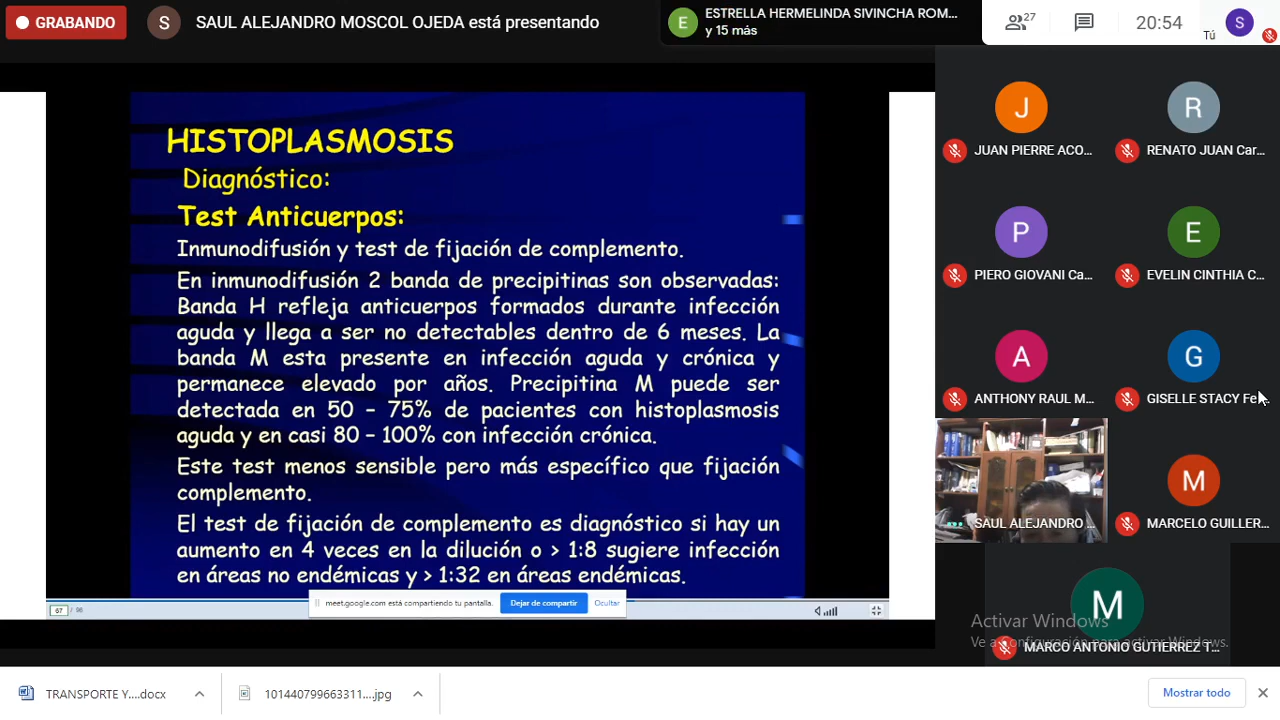 GRABANDO
S
SAUL ALEJANDRO MOSCOL OJEDA está presentando
E
ESTRELLA HERMELINDA SIVINCHA ROM...
y 15 más
27
20:54
Tú
S
HISTOPLASMOSIS
Diagnóstico:
Test Anticuerpos:
Inmunodifusión y test de fijación de complemento.
En inmunodifusión 2 banda de precipitinas son observadas:
Banda H refleja anticuerpos formados durante infección
aguda y llega a ser no detectables dentro de 6 meses. La
banda M esta presente en infección aguda y crónica y
permanece elevado por años. Precipitina M puede ser
detectada en 50 – 75% de pacientes con histoplasmosis
aguda y en casi 80 – 100% con infección crónica.
Este test menos sensible pero más específico que fijación
complemento.
El test de fijación de complemento es diagnóstico si hay un
aumento en 4 veces en la dilución o > 1:8 sugiere infección
en áreas no endémicas y > 1:32 en áreas endémicas.
67 / 98
meet.google.com está compartiendo tu pantalla.
Dejar de compartir
Ocultar
J
JUAN PIERRE ACO...
R
RENATO JUAN Car...
P
PIERO GIOVANI Ca...
E
EVELIN CINTHIA C...
A
ANTHONY RAUL M...
G
GISELLE STACY Fe...
SAUL ALEJANDRO ...
M
MARCELO GUILLER...
M
MARCO ANTONIO GUTIERREZ T...
Activar Windows
Ve a Configuración para activar Windows.
TRANSPORTE Y....docx
101440799663311....jpg
Mostrar todo